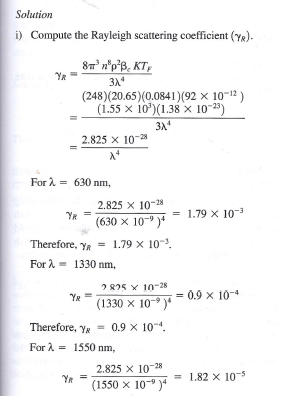 Solution
i) Compute the Rayleigh scattering coefficient (γR).
γR = 8π³ n⁸ρ²βc KTF / 3λ⁴
= (248)(20.65)(0.0841)(92 × 10⁻¹²)
(1.55 × 10³)(1.38 × 10⁻²³) / 3λ⁴
= 2.825 × 10⁻²⁸ / λ⁴
For λ = 630 nm,
γR = 2.825 × 10⁻²⁸ / (630 × 10⁻⁹)⁴ = 1.79 × 10⁻³
Therefore, γR = 1.79 × 10⁻³.
For λ = 1330 nm,
γR = 2.825 × 10⁻²⁸ / (1330 × 10⁻⁹)⁴ = 0.9 × 10⁻⁴
Therefore, γR = 0.9 × 10⁻⁴.
For λ = 1550 nm,
γR = 2.825 × 10⁻²⁸ / (1550 × 10⁻⁹)⁴ = 1.82 × 10⁻⁵